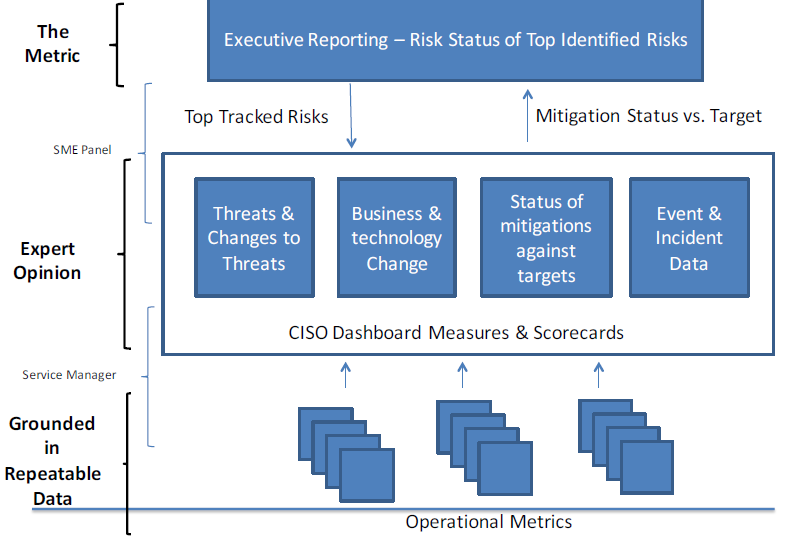 The
Metric
Executive Reporting – Risk Status of Top Identified Risks
Top Tracked Risks
Mitigation Status vs. Target
SME Panel
Expert
Opinion
Threats &
Changes to
Threats
Business &
technology
Change
Status of
mitigations
against
targets
Event &
Incident
Data
CISO Dashboard Measures & Scorecards
Service Manager
Grounded
in
Repeatable
Data
Operational Metrics